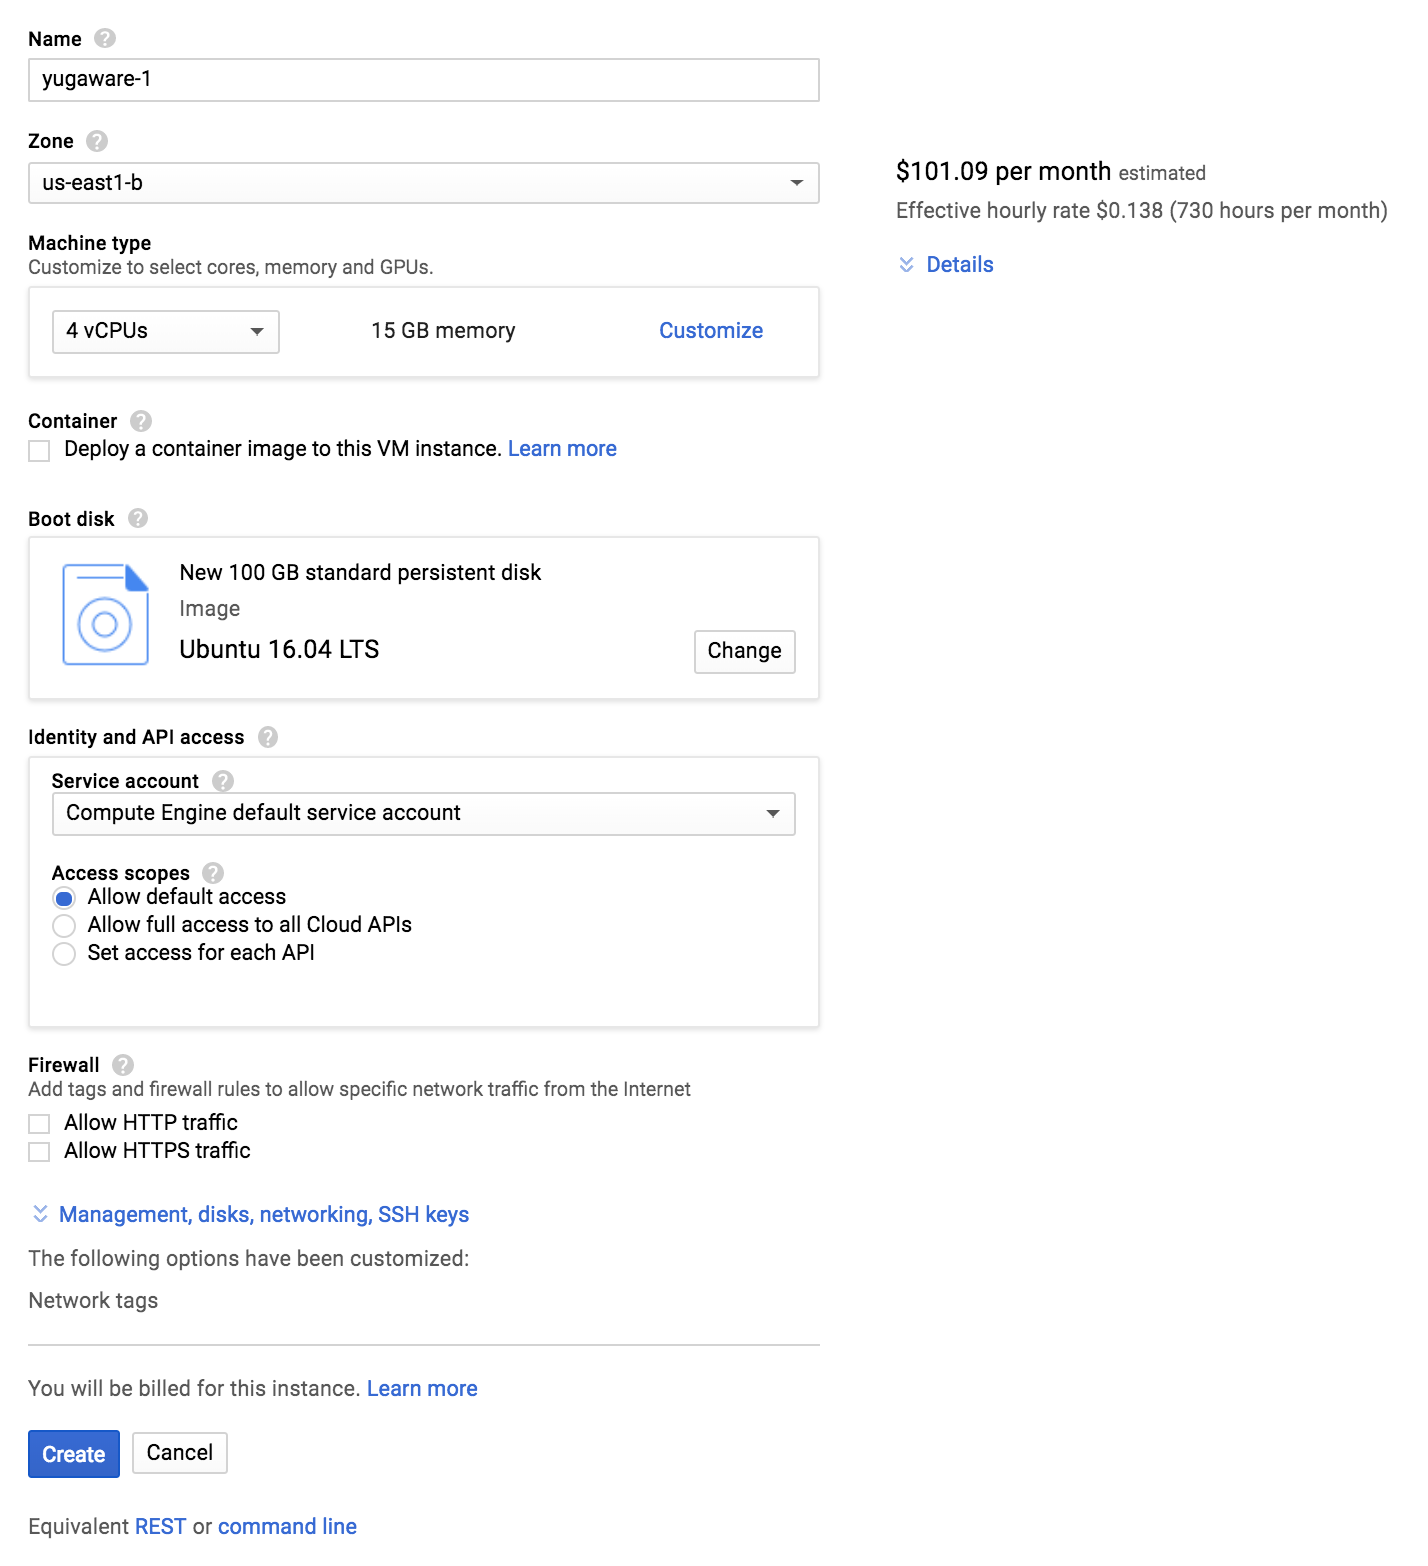 Name ?
yugaware-1
Zone ?
us-east1-b
$101.09 per month estimated
Effective hourly rate $0.138 (730 hours per month)
Details
Machine type
Customize to select cores, memory and GPUs.
4 vCPUs 15 GB memory Customize
Container ?
Deploy a container image to this VM instance. Learn more
Boot disk ?
New 100 GB standard persistent disk
Image
Ubuntu 16.04 LTS
Change
Identity and API access ?
Service account ?
Compute Engine default service account
Access scopes ?
Allow default access
Allow full access to all Cloud APIs
Set access for each API
Firewall ?
Add tags and firewall rules to allow specific network traffic from the Internet
Allow HTTP traffic
Allow HTTPS traffic
Management, disks, networking, SSH keys
The following options have been customized:
Network tags
You will be billed for this instance. Learn more
Create Cancel
Equivalent REST or command line